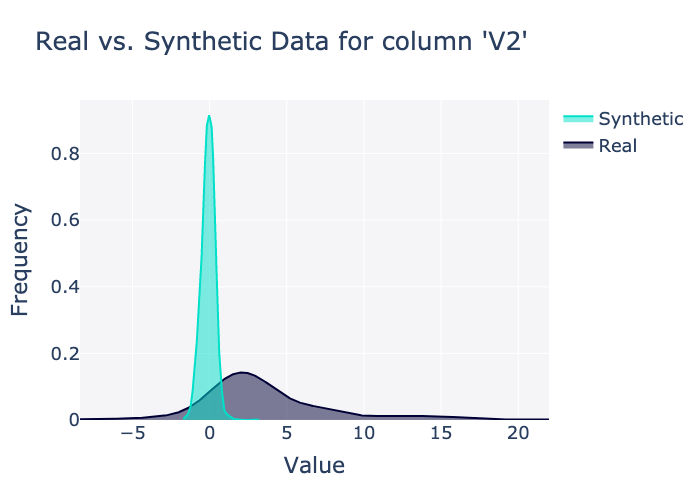 Real vs. Synthetic Data for column 'V2'
Synthetic
Real
Frequency
0.8
0.6
0.4
0.2
0
−5
0
5
10
15
20
Value